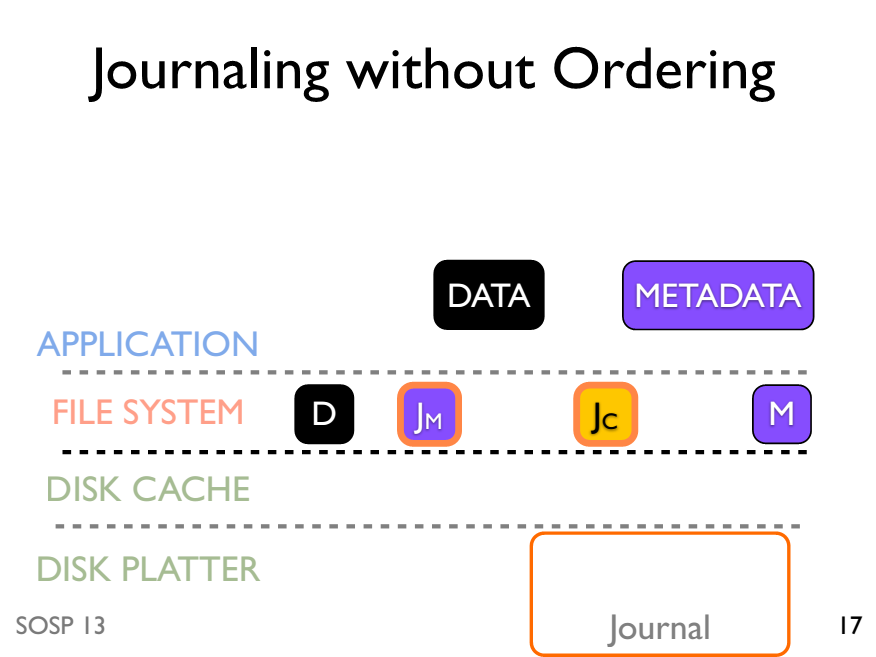 Journaling without Ordering
DATA METADATA
APPLICATION
FILE SYSTEM D JM JC M
DISK CACHE
DISK PLATTER
SOSP 13 Journal 17